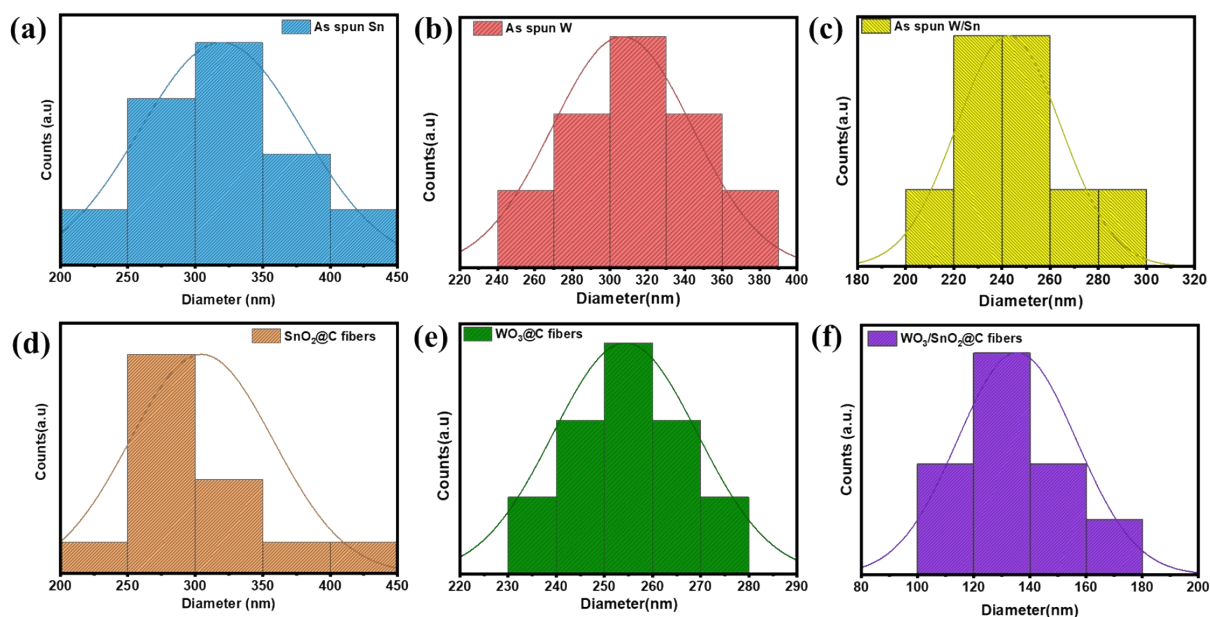 (a)
As spun Sn
Counts (a.u)
200 250 300 350 400 450
Diameter (nm)
(b)
As spun W
Counts(a.u)
220 240 260 280 300 320 340 360 380 400
Diameter(nm)
(c)
As spun W/Sn
Counts(a.u)
180 200 220 240 260 280 300 320
Diameter(nm)
(d)
SnO₂@C fibers
Counts(a.u)
200 250 300 350 400 450
Diameter (nm)
(e)
WO₃@C fibers
Counts(a.u)
220 230 240 250 260 270 280 290
Diameter(nm)
(f)
WO₃/SnO₂@C fibers
Counts (a.u.)
80 100 120 140 160 180 200
Diameter(nm)